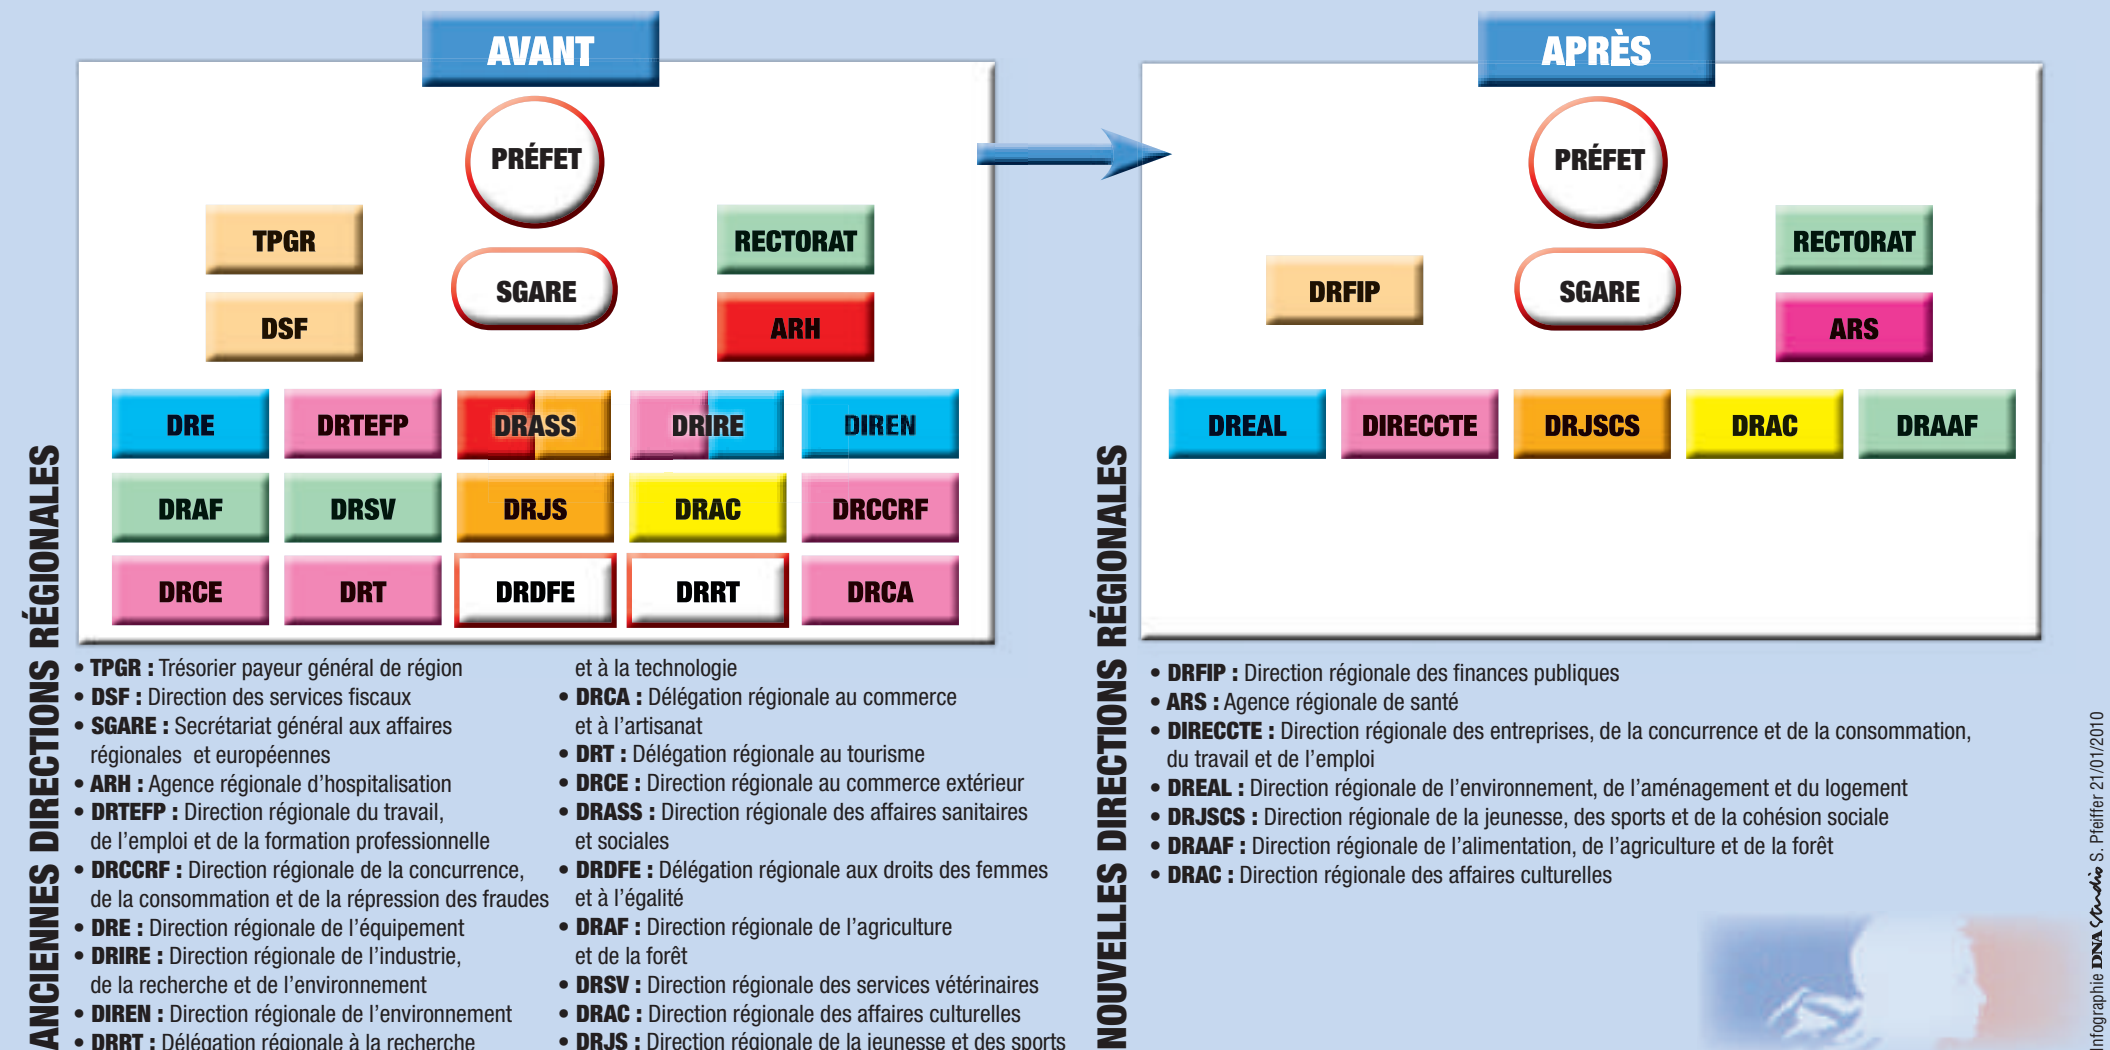 AVANT
PRÉFET
TPGR
RECTORAT
SGARE
DSF
ARH
DRE
DRTEFP
DRASS
DRIRE
DIREN
DRAF
DRSV
DRJS
DRAC
DRCCRF
DRCE
DRT
DRDFE
DRRT
DRCA
ANCIENNES DIRECTIONS RÉGIONALES
• TPGR : Trésorier payeur général de région
• DSF : Direction des services fiscaux
• SGARE : Secrétariat général aux affaires
régionales et européennes
• ARH : Agence régionale d'hospitalisation
• DRTEFP : Direction régionale du travail,
de l'emploi et de la formation professionnelle
• DRCCRF : Direction régionale de la concurrence,
de la consommation et de la répression des fraudes
• DRE : Direction régionale de l'équipement
• DRIRE : Direction régionale de l'industrie,
de la recherche et de l'environnement
• DIREN : Direction régionale de l'environnement
• DRRT : Délégation régionale à la recherche
et à la technologie
• DRCA : Délégation régionale au commerce
et à l'artisanat
• DRT : Délégation régionale au tourisme
• DRCE : Direction régionale au commerce extérieur
• DRASS : Direction régionale des affaires sanitaires
et sociales
• DRDFE : Délégation régionale aux droits des femmes
et à l'égalité
• DRAF : Direction régionale de l'agriculture
et de la forêt
• DRSV : Direction régionale des services vétérinaires
• DRAC : Direction régionale des affaires culturelles
• DRJS : Direction régionale de la jeunesse et des sports
APRÈS
PRÉFET
RECTORAT
DRFIP
SGARE
ARS
DREAL
DIRECCTE
DRJSCS
DRAC
DRAAF
NOUVELLES DIRECTIONS RÉGIONALES
• DRFIP : Direction régionale des finances publiques
• ARS : Agence régionale de santé
• DIRECCTE : Direction régionale des entreprises, de la concurrence et de la consommation,
du travail et de l'emploi
• DREAL : Direction régionale de l'environnement, de l'aménagement et du logement
• DRJSCS : Direction régionale de la jeunesse, des sports et de la cohésion sociale
• DRAAF : Direction régionale de l'alimentation, de l'agriculture et de la forêt
• DRAC : Direction régionale des affaires culturelles
Infographie DNA Studio S. Pfeiffer 21/01/2010